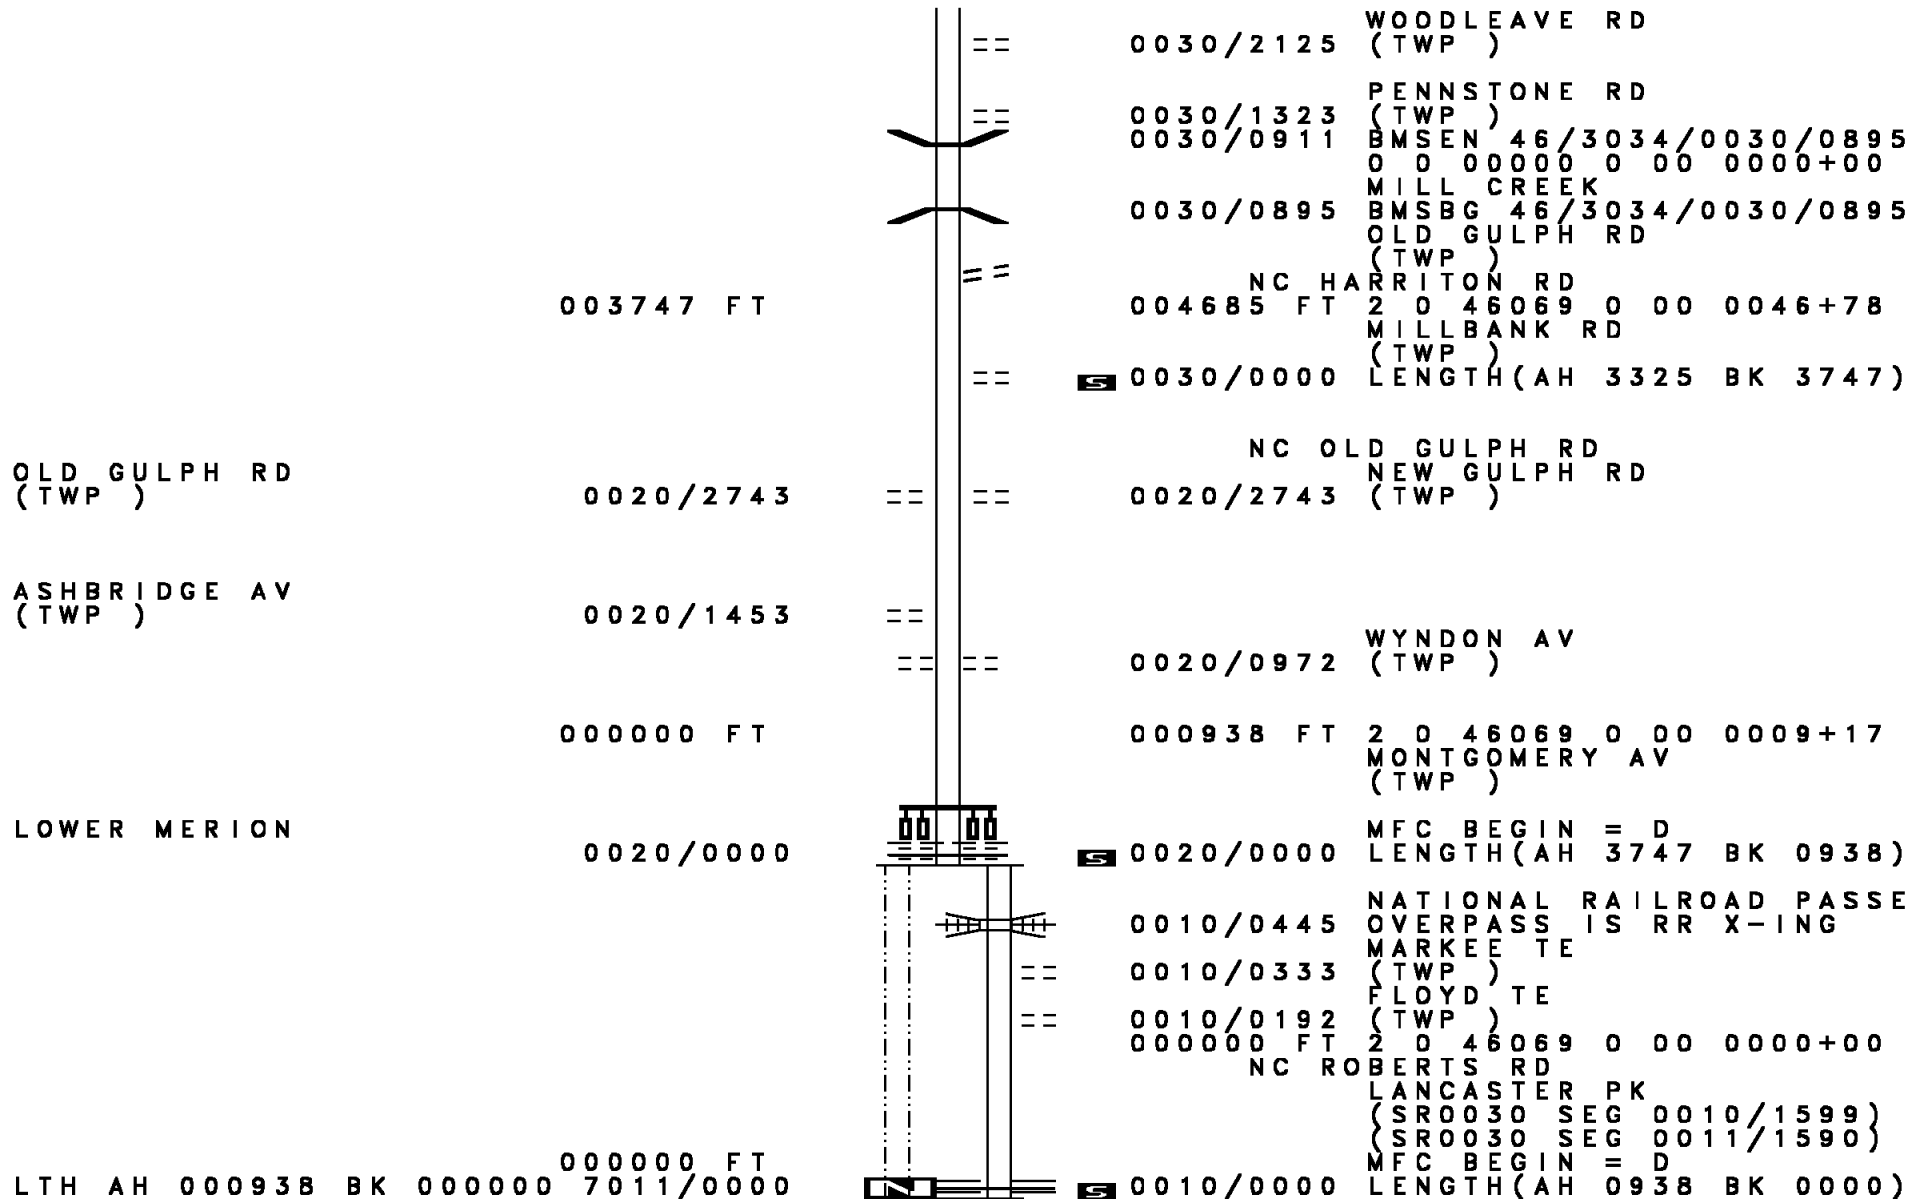 WOODLEAVE RD
0030/2125 (TWP )
PENNSTONE RD
0030/1323 (TWP )
0030/0911 BMSEN 46/3034/0030/0895
0 0 00000 0 00 0000+00
MILL CREEK
0030/0895 BMSBG 46/3034/0030/0895
OLD GULPH RD
(TWP )
NC HARRITON RD
003747 FT 004685 FT 2 0 46069 0 00 0046+78
MILLBANK RD
(TWP )
S 0030/0000 LENGTH(AH 3325 BK 3747)
NC OLD GULPH RD
OLD GULPH RD NEW GULPH RD
(TWP ) 0020/2743 0020/2743 (TWP )
ASHBRIDGE AV
(TWP ) 0020/1453
WYNDON AV
0020/0972 (TWP )
000000 FT 000938 FT 2 0 46069 0 00 0009+17
MONTGOMERY AV
(TWP )
LOWER MERION MFC BEGIN = D
0020/0000 S 0020/0000 LENGTH(AH 3747 BK 0938)
NATIONAL RAILROAD PASSE
0010/0445 OVERPASS IS RR X-ING
MARKEE TE
0010/0333 (TWP )
FLOYD TE
0010/0192 (TWP )
000000 FT 2 0 46069 0 00 0000+00
NC ROBERTS RD
LANCASTER PK
(SR0030 SEG 0010/1599)
(SR0030 SEG 0011/1590)
000000 FT MFC BEGIN = D
LTH AH 000938 BK 000000 7011/0000 N S 0010/0000 LENGTH(AH 0938 BK 0000)